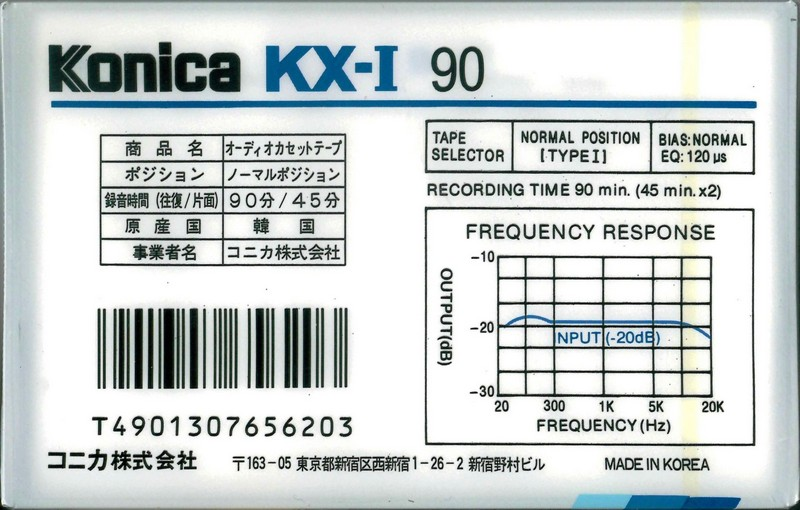 Konica KX-I 90
商品名 オーディオカセットテープ
ポジション ノーマルポジション
録音時間 (往復/片面) 90分/45分
原産国 韓国
事業者名 コニカ株式会社
TAPE SELECTOR
NORMAL POSITION
[TYPE I]
BIAS:NORMAL
EQ: 120 µs
RECORDING TIME 90 min. (45 min. x2)
FREQUENCY RESPONSE
OUTPUT(dB)
-10
-20
-30
INPUT (-20dB)
20 300 1K 5K 20K
FREQUENCY (Hz)
T4901307656203
コニカ株式会社 〒163-05 東京都新宿区西新宿1-26-2 新宿野村ビル MADE IN KOREA